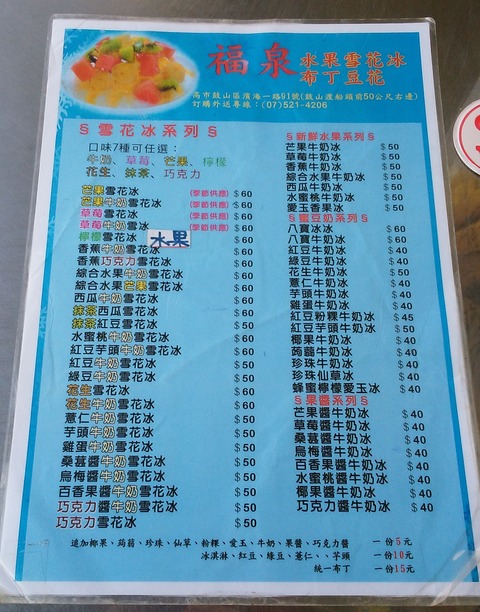 福泉 水果雪花冰
布丁豆花
高市鼓山區濱海一路91號(鼓山渡船頭前50公尺右邊)
訂購外送專線：(07)521-4206
§雪花冰系列§
口味7種可任選：
牛奶、草莓、芒果、檸檬
花生、抹茶、巧克力
芒果雪花冰 (季節供應) $60
芒果牛奶雪花冰 (季節供應) $60
草莓雪花冰 (季節供應) $60
草莓牛奶雪花冰 (季節供應) $60
檸檬雪花冰 水果 $60
香蕉牛奶雪花冰 $60
香蕉巧克力雪花冰 $60
綜合水果牛奶雪花冰 $60
綜合水果芒果雪花冰 $60
西瓜牛奶雪花冰 $60
抹茶西瓜雪花冰 $60
抹茶紅豆雪花冰 $60
水蜜桃牛奶雪花冰 $60
紅豆芋頭牛奶雪花冰 $60
紅豆牛奶雪花冰 $50
綠豆牛奶雪花冰 $50
花生雪花冰 $60
花生牛奶雪花冰 $60
薏仁牛奶雪花冰 $50
芋頭牛奶雪花冰 $50
雞蛋牛奶雪花冰 $50
桑葚醬牛奶雪花冰 $50
烏梅醬牛奶雪花冰 $50
百香果醬牛奶雪花冰 $50
巧克力醬牛奶雪花冰 $50
巧克力雪花冰 $50
§新鮮水果系列§
芒果牛奶冰 $50
草莓牛奶冰 $50
香蕉牛奶冰 $50
綜合水果牛奶冰 $50
西瓜牛奶冰 $50
水蜜桃牛奶冰 $50
愛玉香果冰 $50
§蜜豆奶系列§
八寶冰冰 $60
八寶牛奶冰 $60
紅豆牛奶冰 $40
綠豆牛奶冰 $40
花生牛奶冰 $50
薏仁牛奶冰 $40
芋頭牛奶冰 $40
雞蛋牛奶冰 $40
紅豆粉粿牛奶冰 $45
紅豆芋頭牛奶冰 $50
椰果牛奶冰 $40
蒟蒻牛奶冰 $40
珍珠牛奶冰 $40
珍珠仙草冰 $40
蜂蜜檸檬愛玉冰 $40
§果醬系列§
芒果醬牛奶冰 $40
草莓醬牛奶冰 $40
桑葚醬牛奶冰 $40
烏梅醬牛奶冰 $40
百香果醬牛奶冰 $40
水蜜桃醬牛奶冰 $40
椰果醬牛奶冰 $40
巧克力醬牛奶冰 $40
追加椰果、蒟蒻、珍珠、仙草、粉粿、愛玉、牛奶、果醬、巧克力醬 一份5元
冰淇淋、紅豆、綠豆、薏仁、、芋頭 一份10元
統一布丁 一份15元